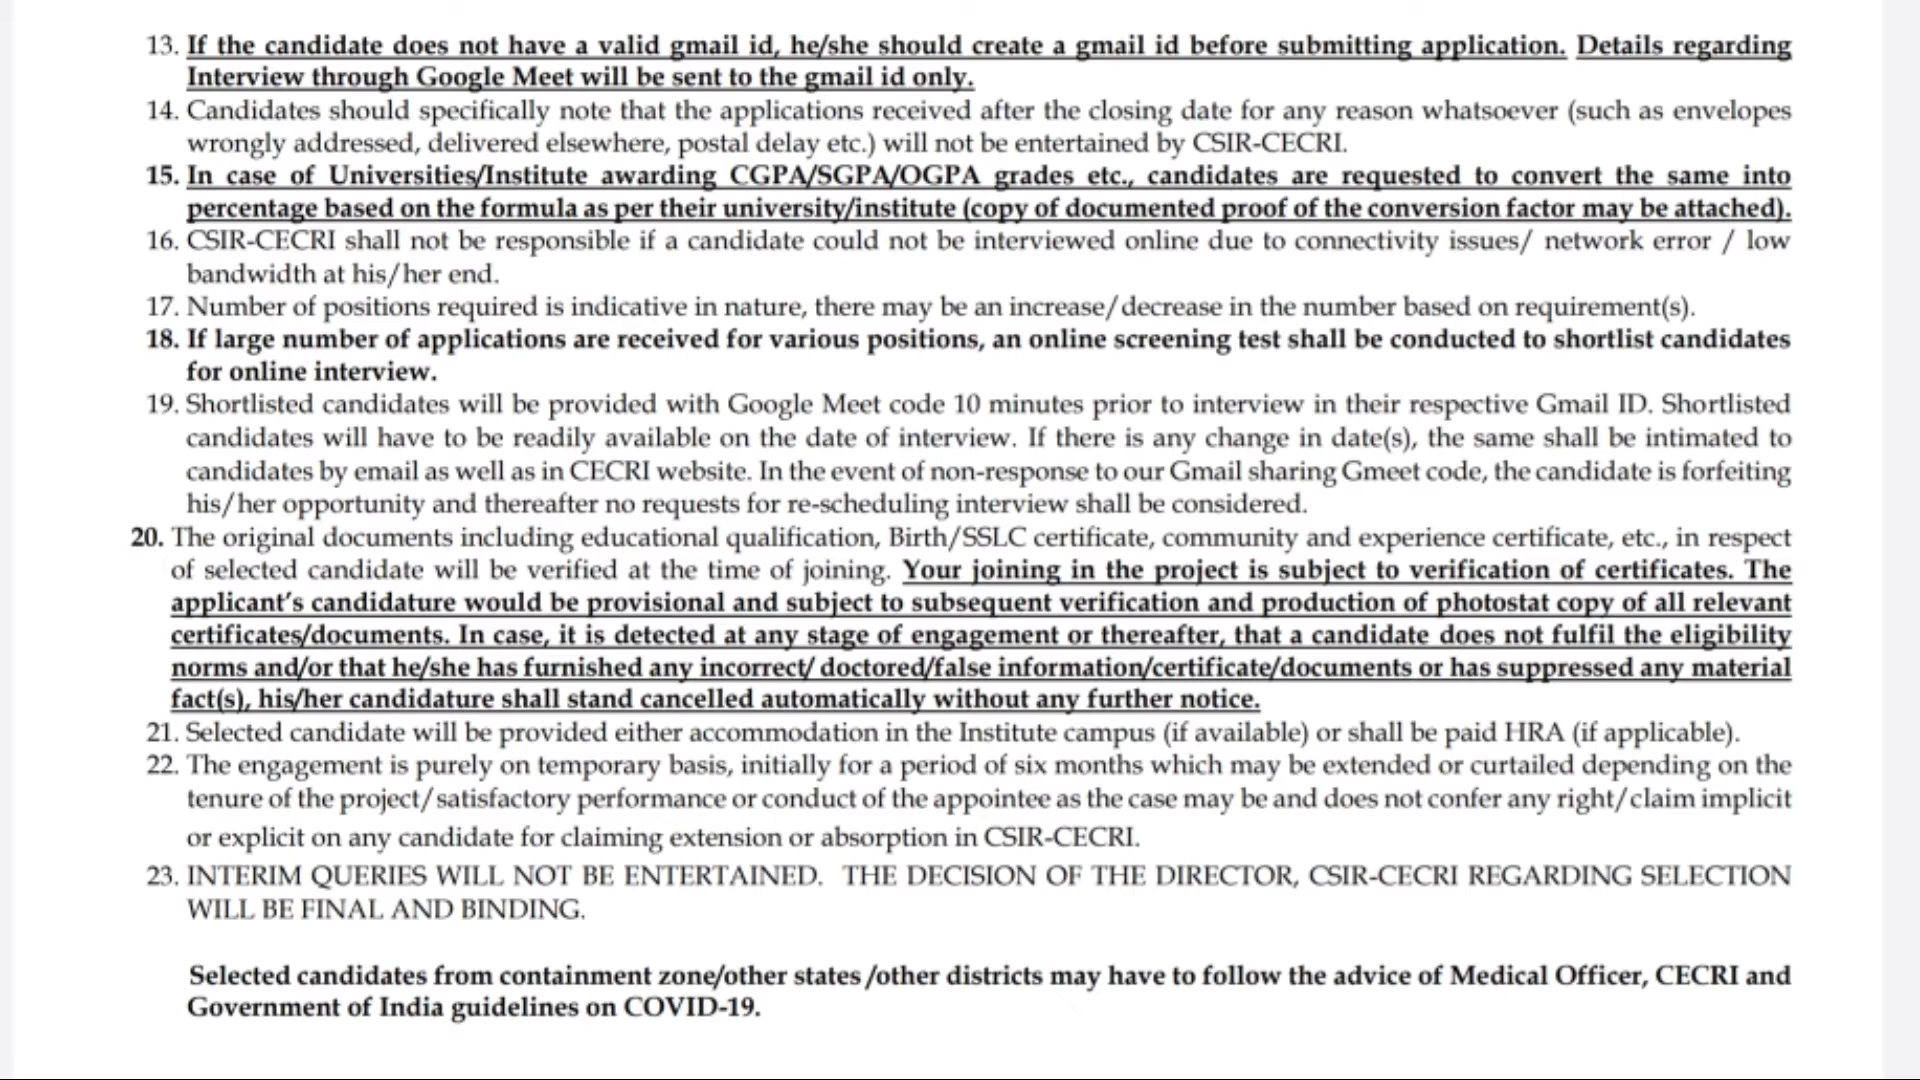 13. If the candidate does not have a valid gmail id, he/she should create a gmail id before submitting application. Details regarding
Interview through Google Meet will be sent to the gmail id only.
14. Candidates should specifically note that the applications received after the closing date for any reason whatsoever (such as envelopes
wrongly addressed, delivered elsewhere, postal delay etc.) will not be entertained by CSIR-CECRI.
15. In case of Universities/Institute awarding CGPA/SGPA/OGPA grades etc., candidates are requested to convert the same into
percentage based on the formula as per their university/institute (copy of documented proof of the conversion factor may be attached).
16. CSIR-CECRI shall not be responsible if a candidate could not be interviewed online due to connectivity issues/ network error / low
bandwidth at his/her end.
17. Number of positions required is indicative in nature, there may be an increase/decrease in the number based on requirement(s).
18. If large number of applications are received for various positions, an online screening test shall be conducted to shortlist candidates
for online interview.
19. Shortlisted candidates will be provided with Google Meet code 10 minutes prior to interview in their respective Gmail ID. Shortlisted
candidates will have to be readily available on the date of interview. If there is any change in date(s), the same shall be intimated to
candidates by email as well as in CECRI website. In the event of non-response to our Gmail sharing Gmeet code, the candidate is forfeiting
his/her opportunity and thereafter no requests for re-scheduling interview shall be considered.
20. The original documents including educational qualification, Birth/SSLC certificate, community and experience certificate, etc., in respect
of selected candidate will be verified at the time of joining. Your joining in the project is subject to verification of certificates. The
applicant's candidature would be provisional and subject to subsequent verification and production of photostat copy of all relevant
certificates/documents. In case, it is detected at any stage of engagement or thereafter, that a candidate does not fulfil the eligibility
norms and/or that he/she has furnished any incorrect/ doctored/false information/certificate/documents or has suppressed any material
fact(s), his/her candidature shall stand cancelled automatically without any further notice.
21. Selected candidate will be provided either accommodation in the Institute campus (if available) or shall be paid HRA (if applicable).
22. The engagement is purely on temporary basis, initially for a period of six months which may be extended or curtailed depending on the
tenure of the project/satisfactory performance or conduct of the appointee as the case may be and does not confer any right/claim implicit
or explicit on any candidate for claiming extension or absorption in CSIR-CECRI.
23. INTERIM QUERIES WILL NOT BE ENTERTAINED. THE DECISION OF THE DIRECTOR, CSIR-CECRI REGARDING SELECTION
WILL BE FINAL AND BINDING.
Selected candidates from containment zone/other states /other districts may have to follow the advice of Medical Officer, CECRI and
Government of India guidelines on COVID-19.